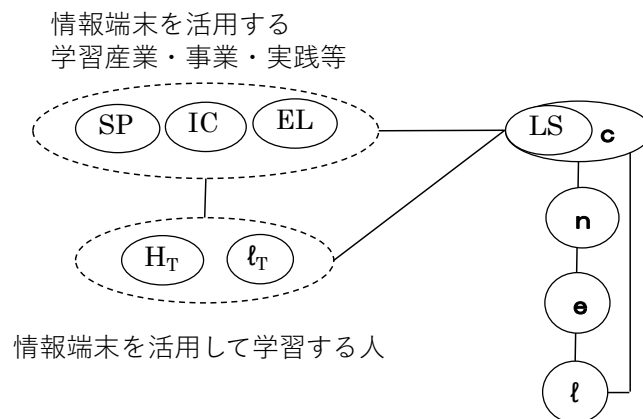 情報端末を活用する
学習産業・事業・実践等
SP IC EL
LS c
n
H_T ℓ_T
e
情報端末を活用して学習する人
ℓ